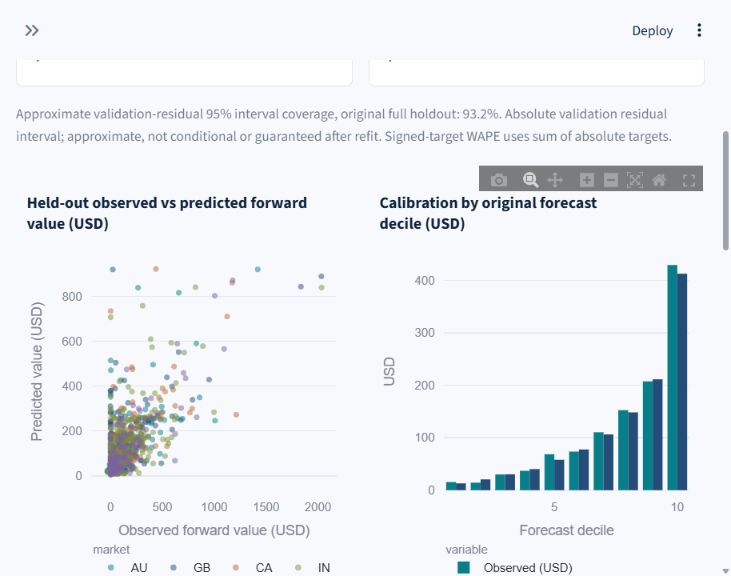 Deploy
Approximate validation-residual 95% interval coverage, original full holdout: 93.2%. Absolute validation residual
interval; approximate, not conditional or guaranteed after refit. Signed-target WAPE uses sum of absolute targets.
Held-out observed vs predicted forward
value (USD)
Predicted value (USD)
800
600
400
200
0
0 500 1000 1500 2000
Observed forward value (USD)
market
AU GB CA IN
Calibration by original forecast
decile (USD)
USD
400
300
200
100
0
5 10
Forecast decile
variable
Observed (USD)